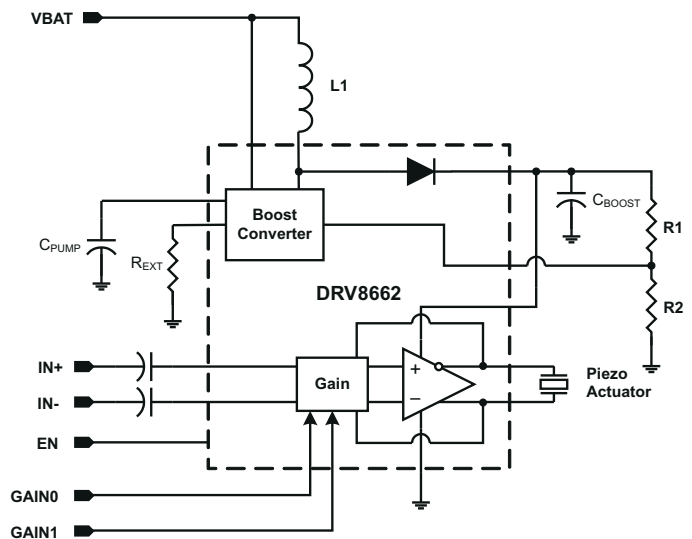 VBAT
L1
Boost
Converter
CBOOST
R1
CPUMP
REXT
DRV8662
R2
IN+
Gain
+
Piezo
Actuator
IN-
−
EN
GAIN0
GAIN1